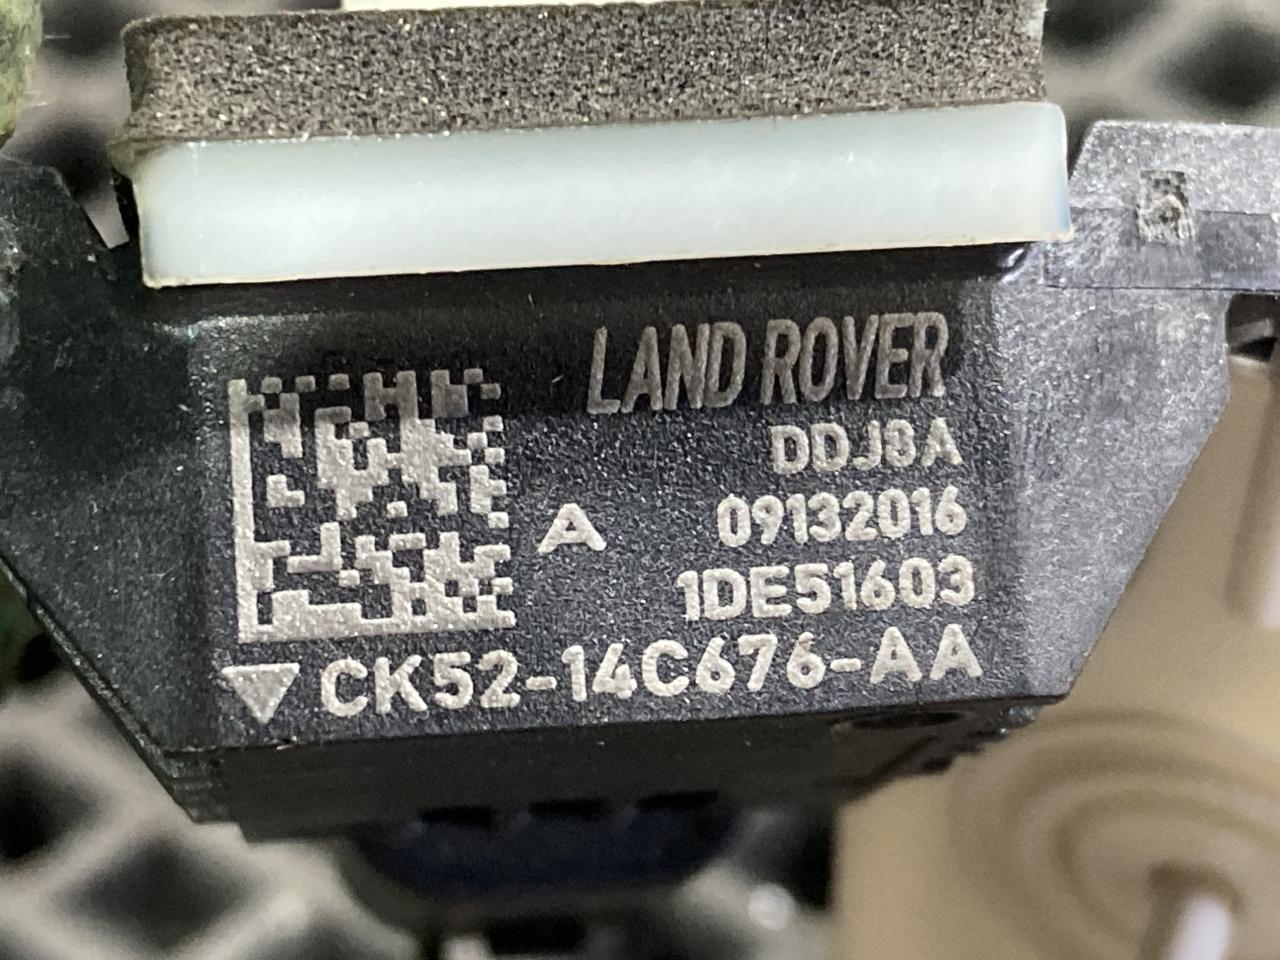 LAND ROVER
DDJ8A
A 09132016
1DE51603
CK52-14C676-AA